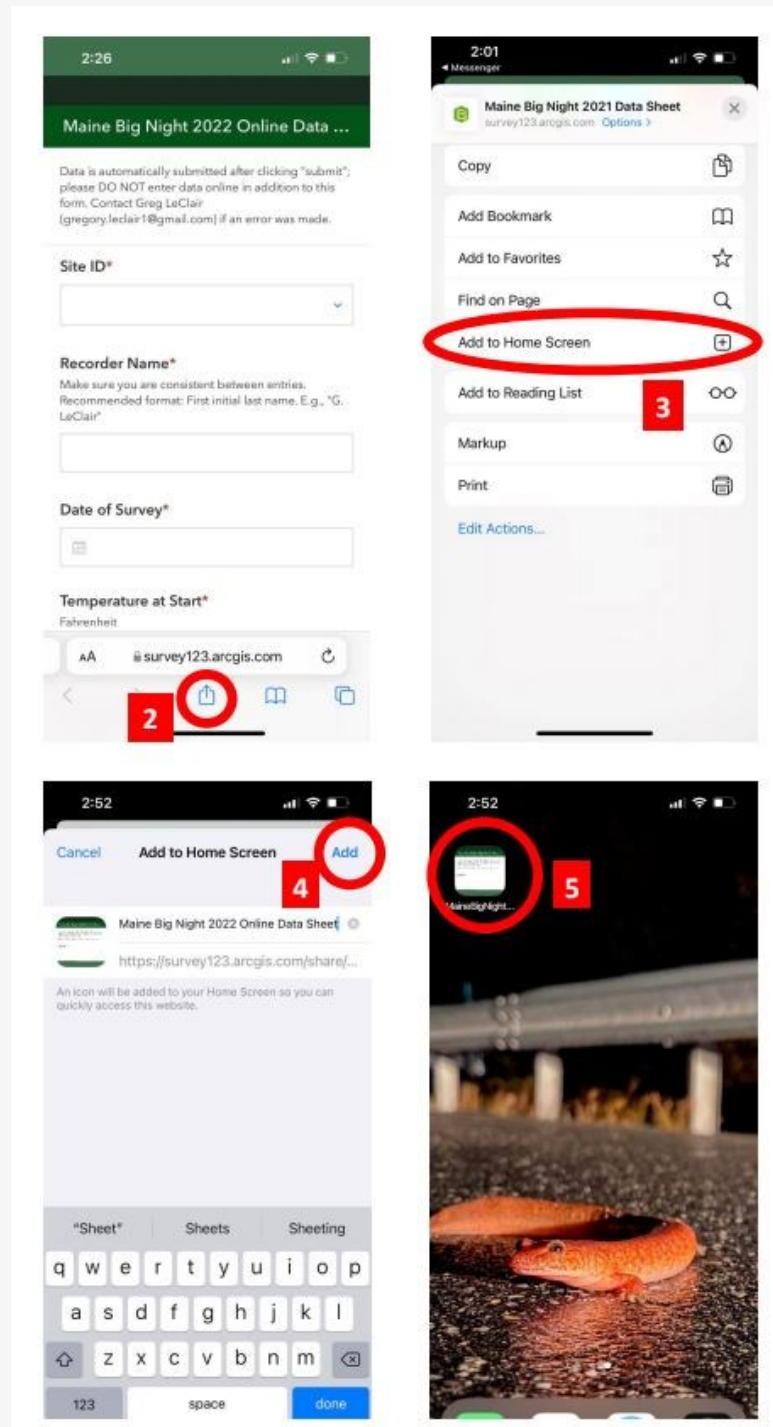 2:26
Maine Big Night 2022 Online Data ...
Data is automatically submitted after clicking "submit";
please DO NOT enter data online in addition to this
form. Contact Greg LeClair
(gregory.leclair1@gmail.com) if an error was made.
Site ID*
Recorder Name*
Make sure you are consistent between entries.
Recommended format: First initial last name. E.g., "G.
LeClair"
Date of Survey*
Temperature at Start*
Fahrenheit
AA survey123.arcgis.com
2
2:01
Messenger
Maine Big Night 2021 Data Sheet
survey123.arcgis.com Options >
Copy
Add Bookmark
Add to Favorites
Find on Page
Add to Home Screen
Add to Reading List
3
Markup
Print
Edit Actions...
2:52
Cancel Add to Home Screen Add
4
Maine Big Night 2022 Online Data Sheet
https://survey123.arcgis.com/share/...
An icon will be added to your Home Screen so you can
quickly access this website.
"Sheet" Sheets Sheeting
q w e r t y u i o p
a s d f g h j k l
z x c v b n m
123 space done
2:52
5
MaineBigNight...